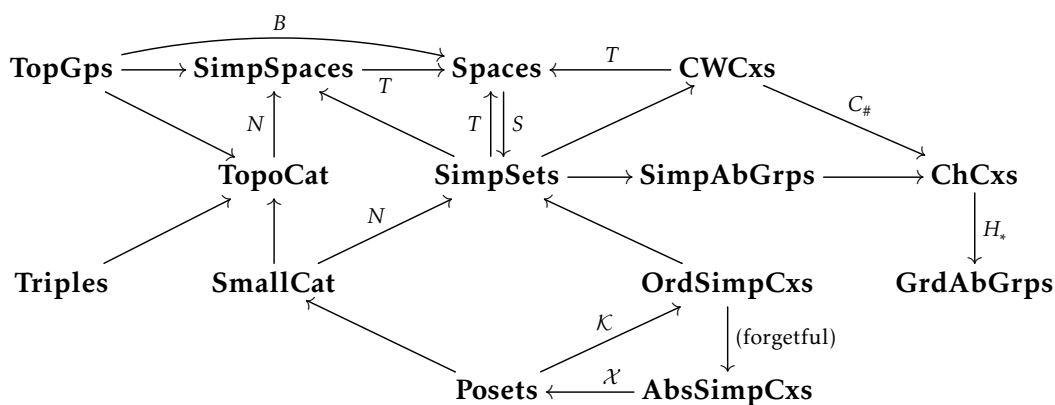 B
TopGps SimpSpaces Spaces CWCxs
T T
N T S C#
TopoCat SimpSets SimpAbGrps ChCxs
N H*
Triples SmallCat OrdSimpCxs GrdAbGrps
𝒦 (forgetful)
Posets 𝒳 AbsSimpCxs